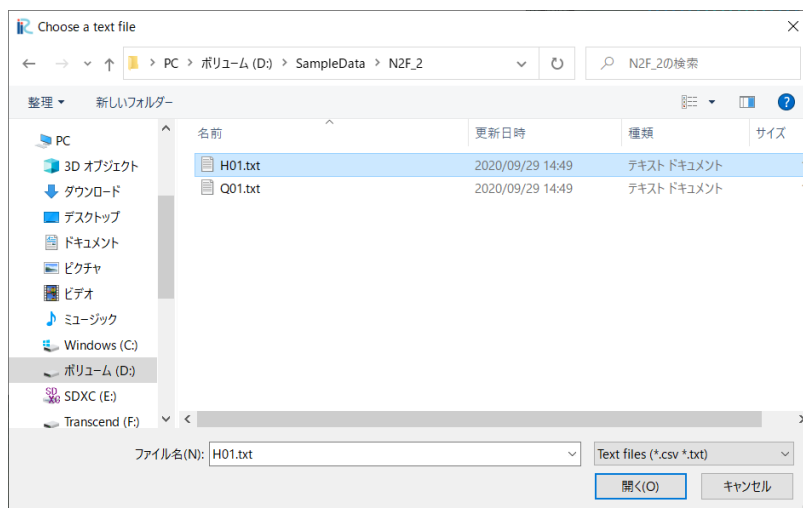 Choose a text file
PC > ボリューム (D:) > SampleData > N2F_2
N2F_2の検索
整理
新しいフォルダー
名前
更新日時
種類
サイズ
PC
3D オブジェクト
ダウンロード
デスクトップ
ドキュメント
ピクチャ
ビデオ
ミュージック
Windows (C:)
ボリューム (D:)
SDXC (E:)
Transcend (F:)
H01.txt 2020/09/29 14:49 テキスト ドキュメント
Q01.txt 2020/09/29 14:49 テキスト ドキュメント
ファイル名(N): H01.txt
Text files (*.csv *.txt)
開く(O)
キャンセル